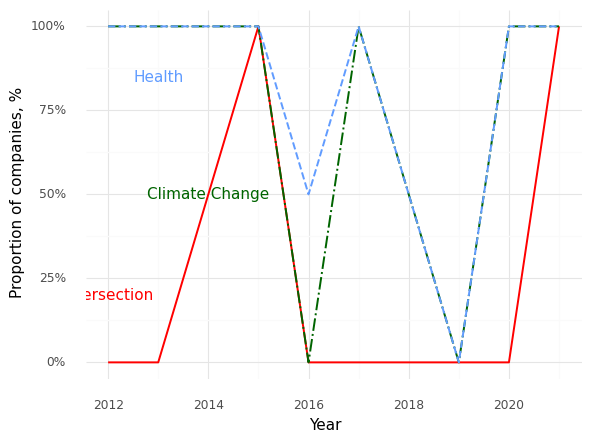 100%
Health
75%
Climate Change
50%
25%
ersection
0%
2012 2014 2016 2018 2020
Year
Proportion of companies, %